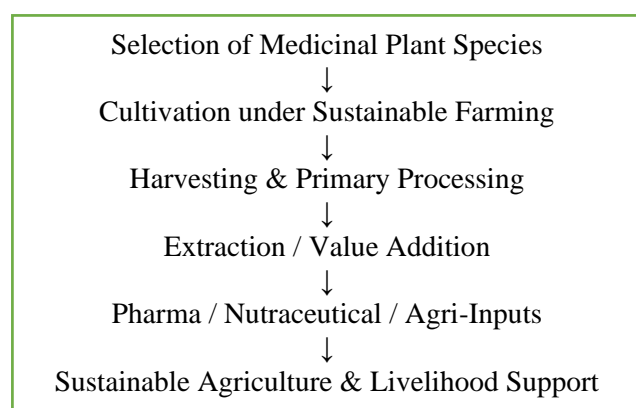 Selection of Medicinal Plant Species
↓
Cultivation under Sustainable Farming
↓
Harvesting & Primary Processing
↓
Extraction / Value Addition
↓
Pharma / Nutraceutical / Agri-Inputs
↓
Sustainable Agriculture & Livelihood Support